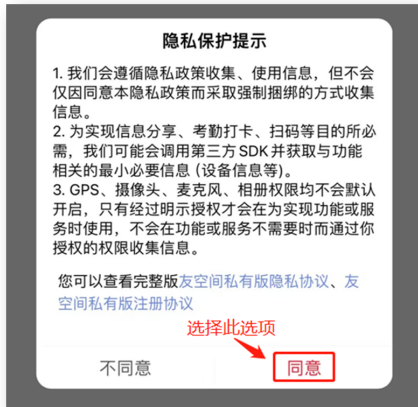 隐私保护提示
1. 我们会遵循隐私政策收集、使用信息，但不会
仅因同意本隐私政策而采取强制捆绑的方式收集
信息。
2. 为实现信息分享、考勤打卡、扫码等目的所必
需，我们可能会调用第三方SDK并获取与功能
相关的最小必要信息 (设备信息等)。
3. GPS、摄像头、麦克风、相册权限均不会默认
开启，只有经过明示授权才会在为实现功能或服
务时使用，不会在功能或服务不需要时而通过你
授权的权限收集信息。
您可以查看完整版友空间私有版隐私协议、友
空间私有版注册协议
选择此选项
不同意
同意